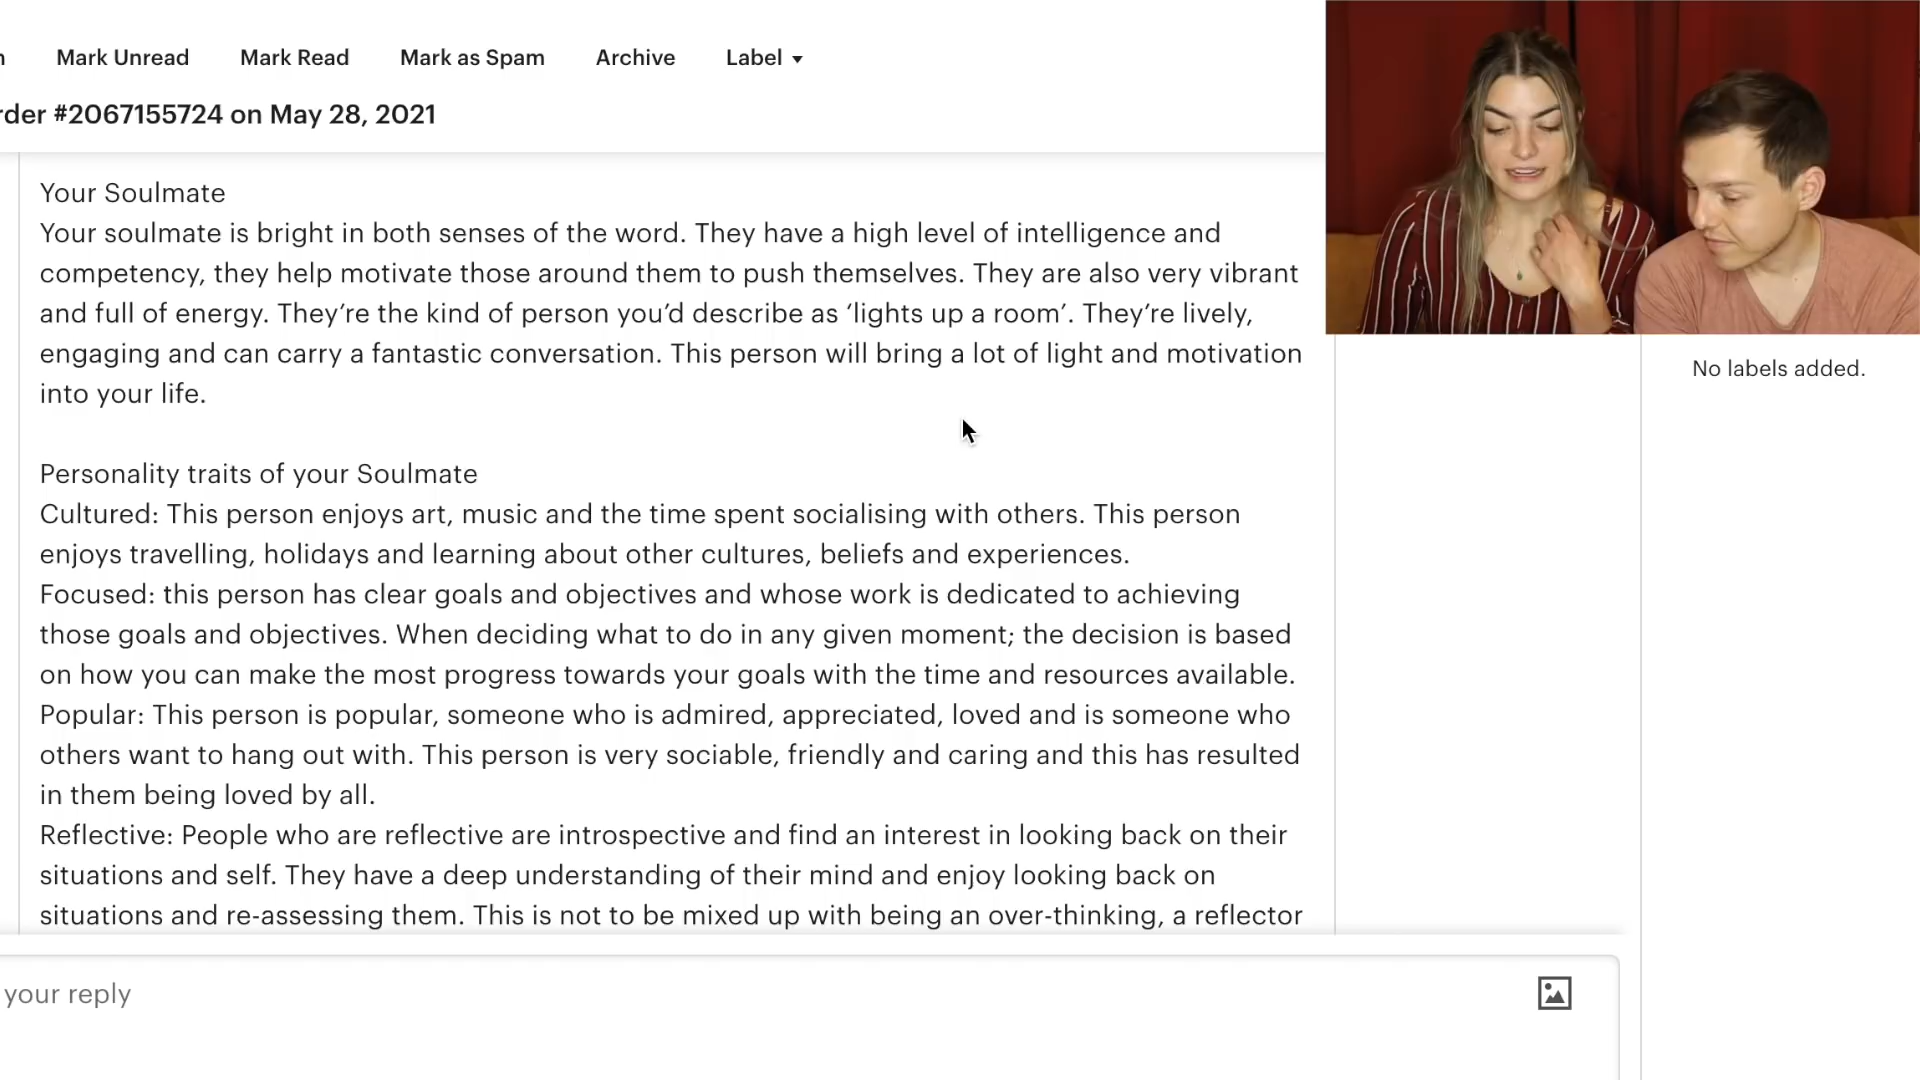 Mark Unread Mark Read Mark as Spam Archive Label
#2067155724 on May 28, 2021
Your Soulmate
Your soulmate is bright in both senses of the word. They have a high level of intelligence and
competency, they help motivate those around them to push themselves. They are also very vibrant
and full of energy. They’re the kind of person you’d describe as ‘lights up a room’. They’re lively,
engaging and can carry a fantastic conversation. This person will bring a lot of light and motivation
into your life.
No labels added.
Personality traits of your Soulmate
Cultured: This person enjoys art, music and the time spent socialising with others. This person
enjoys travelling, holidays and learning about other cultures, beliefs and experiences.
Focused: this person has clear goals and objectives and whose work is dedicated to achieving
those goals and objectives. When deciding what to do in any given moment; the decision is based
on how you can make the most progress towards your goals with the time and resources available.
Popular: This person is popular, someone who is admired, appreciated, loved and is someone who
others want to hang out with. This person is very sociable, friendly and caring and this has resulted
in them being loved by all.
Reflective: People who are reflective are introspective and find an interest in looking back on their
situations and self. They have a deep understanding of their mind and enjoy looking back on
situations and re-assessing them. This is not to be mixed up with being an over-thinking, a reflector
your reply